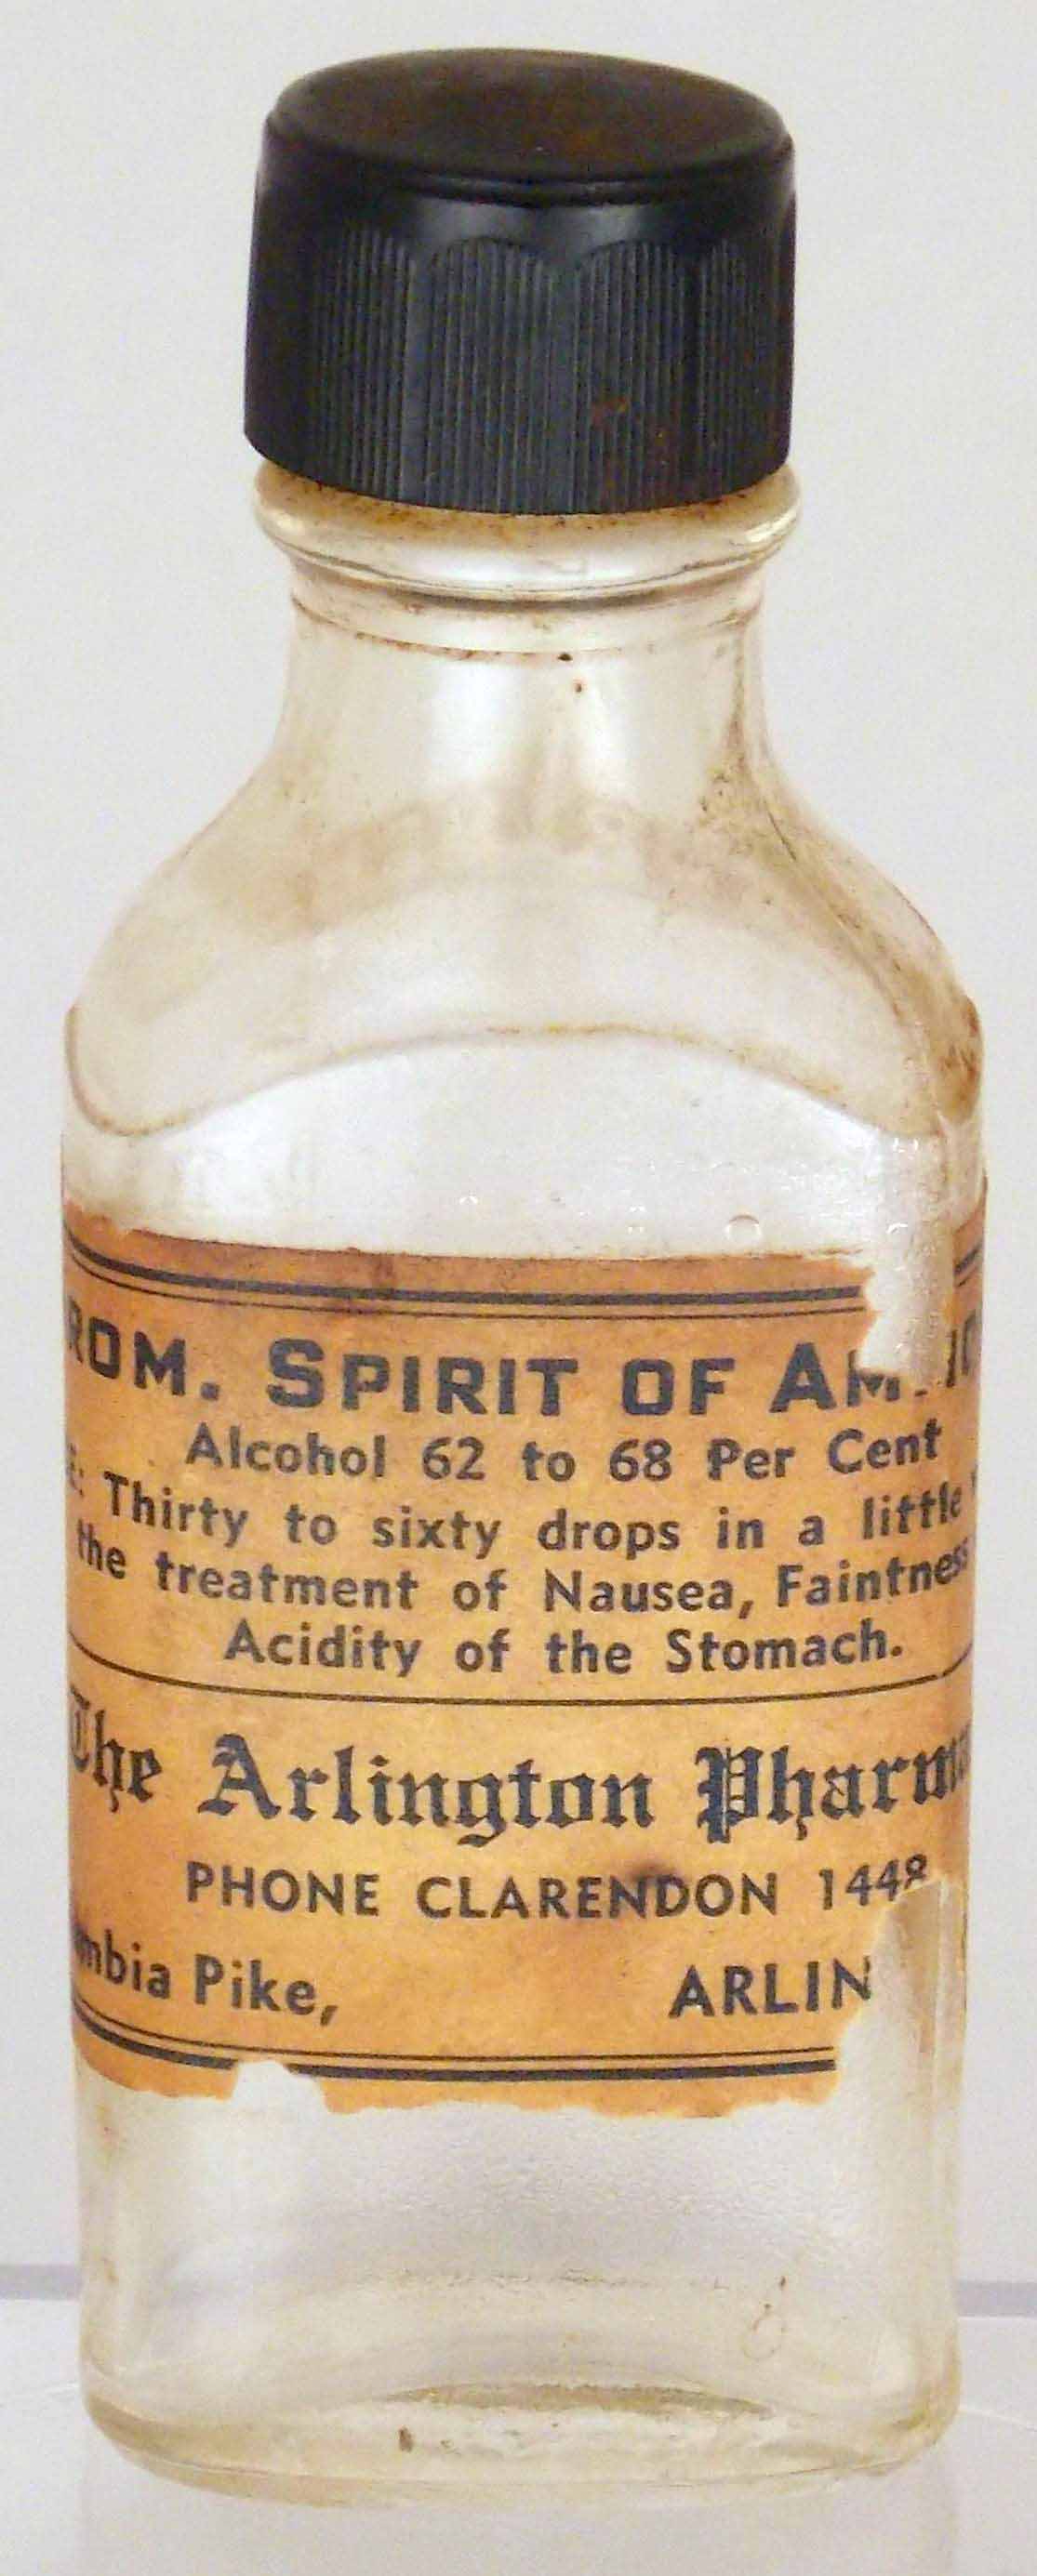 ROM. SPIRIT OF AM
Alcohol 62 to 68 Per Cent
E: Thirty to sixty drops in a little
the treatment of Nausea, Faintness
Acidity of the Stomach.
The Arlington Pharm
PHONE CLARENDON 1448
mbia Pike, ARLIN